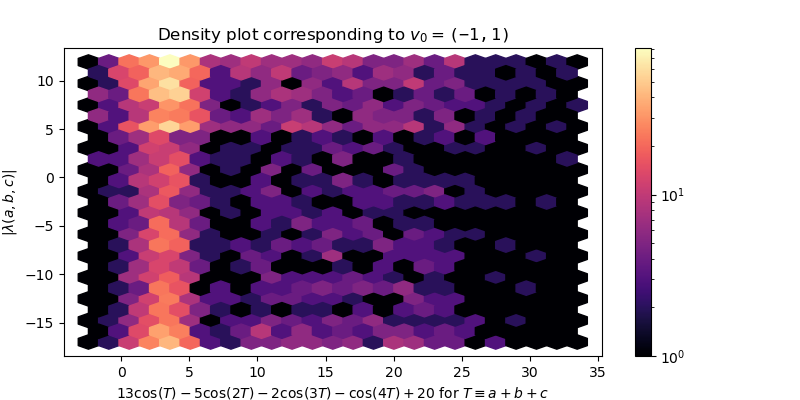 Density plot corresponding to $v_0 = (-1, 1)$
10
5
0
−5
−10
−15
|λ(a, b, c)|
0 5 10 15 20 25 30 35
13cos(T) − 5cos(2T) − 2cos(3T) − cos(4T) + 20 for T ≡ a + b + c
10¹
10⁰